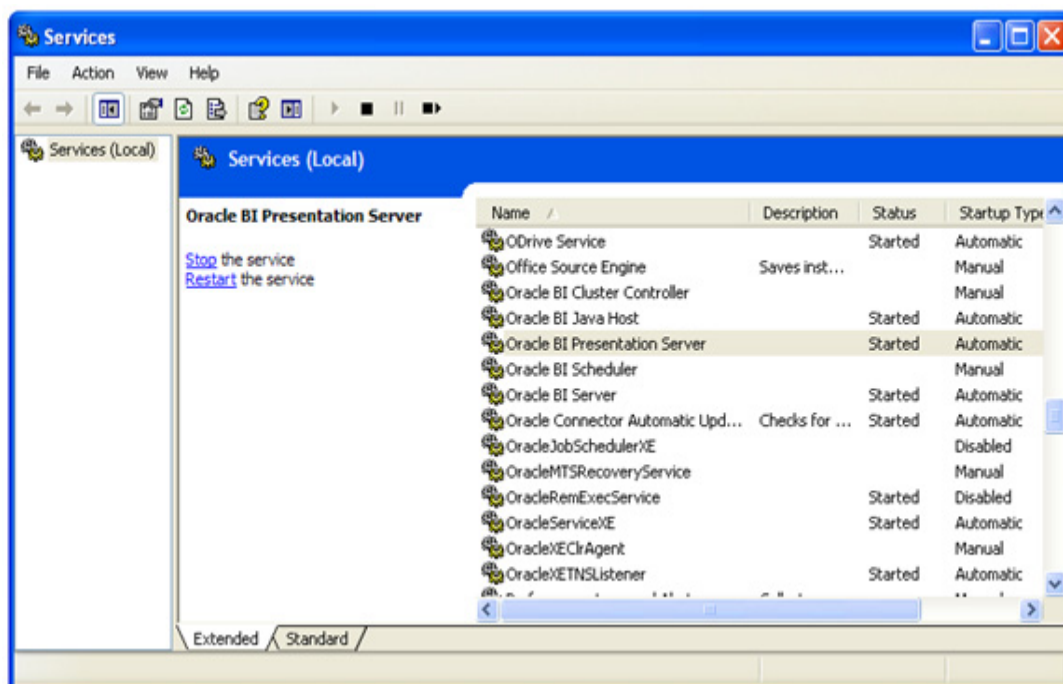 Services
File Action View Help
Services (Local)
Services (Local)
Oracle BI Presentation Server
Stop the service
Restart the service
Name Description Status Startup Type
ODrive Service Started Automatic
Office Source Engine Saves inst... Manual
Oracle BI Cluster Controller Manual
Oracle BI Java Host Started Automatic
Oracle BI Presentation Server Started Automatic
Oracle BI Scheduler Manual
Oracle BI Server Started Automatic
Oracle Connector Automatic Upd... Checks for ... Started Automatic
OracleJobSchedulerXE Disabled
OracleMTSRecoveryService Manual
OracleRemExecService Started Disabled
OracleServiceXE Started Automatic
OracleXEClrAgent Manual
OracleXETNSListener Started Automatic
Extended Standard